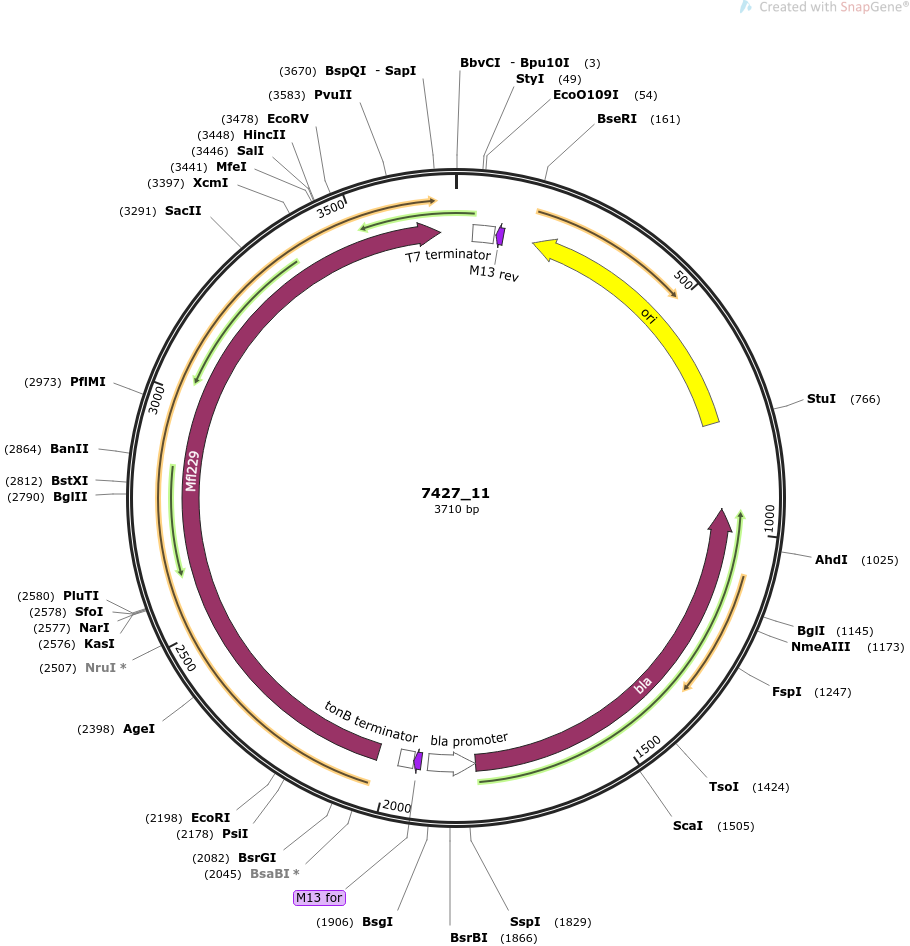 Created with SnapGene®
(3670) BspQI - SapI
BbvCI - Bpu10I (3)
(3583) PvuII
StyI (49)
(3478) EcoRV
EcoO109I (54)
(3448) HincII
BseRI (161)
(3446) SalI
(3441) MfeI
(3397) XcmI
(3291) SacII
3500
T7 terminator
M13 rev
500
ori
(2973) PflMI
3000
StuI (766)
(2864) BanII
Mfl229
(2812) BstXI
(2790) BglII
7427_11
3710 bp
1000
AhdI (1025)
(2580) PluTI
(2578) SfoI
(2577) NarI
(2576) KasI
(2507) NruI *
2500
BglI (1145)
NmeAIII (1173)
FspI (1247)
bla
(2398) AgeI
tonB terminator
bla promoter
1500
TsoI (1424)
2000
(2198) EcoRI
(2178) PsiI
ScaI (1505)
(2082) BsrGI
(2045) BsaBI *
M13 for
(1906) BsgI
SspI (1829)
BsrBI (1866)